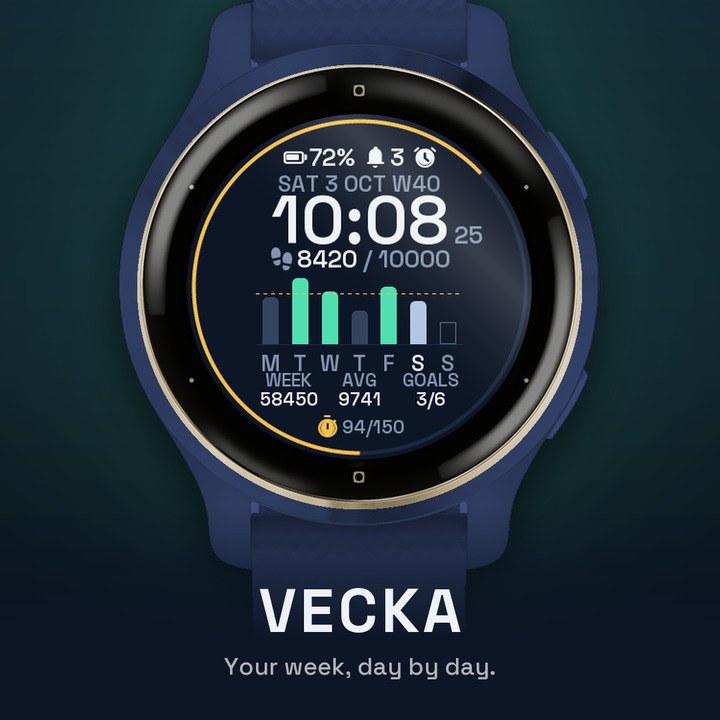 72% 3
SAT 3 OCT W40
10:08 25
8420 / 10000
M T W T F S S
WEEK AVG GOALS
58450 9741 3/6
94/150
VECKA
Your week, day by day.